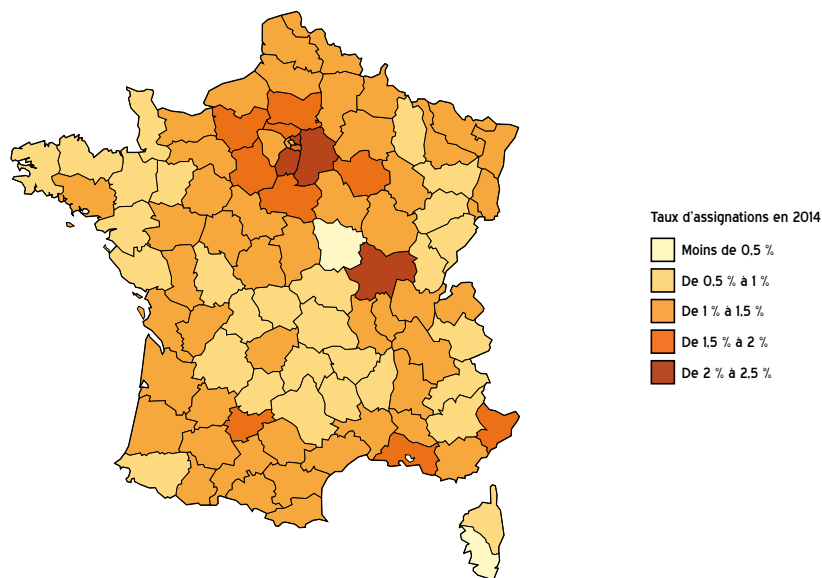 Taux d'assignations en 2014
Moins de 0,5 %
De 0,5 % à 1 %
De 1 % à 1,5 %
De 1,5 % à 2 %
De 2 % à 2,5 %